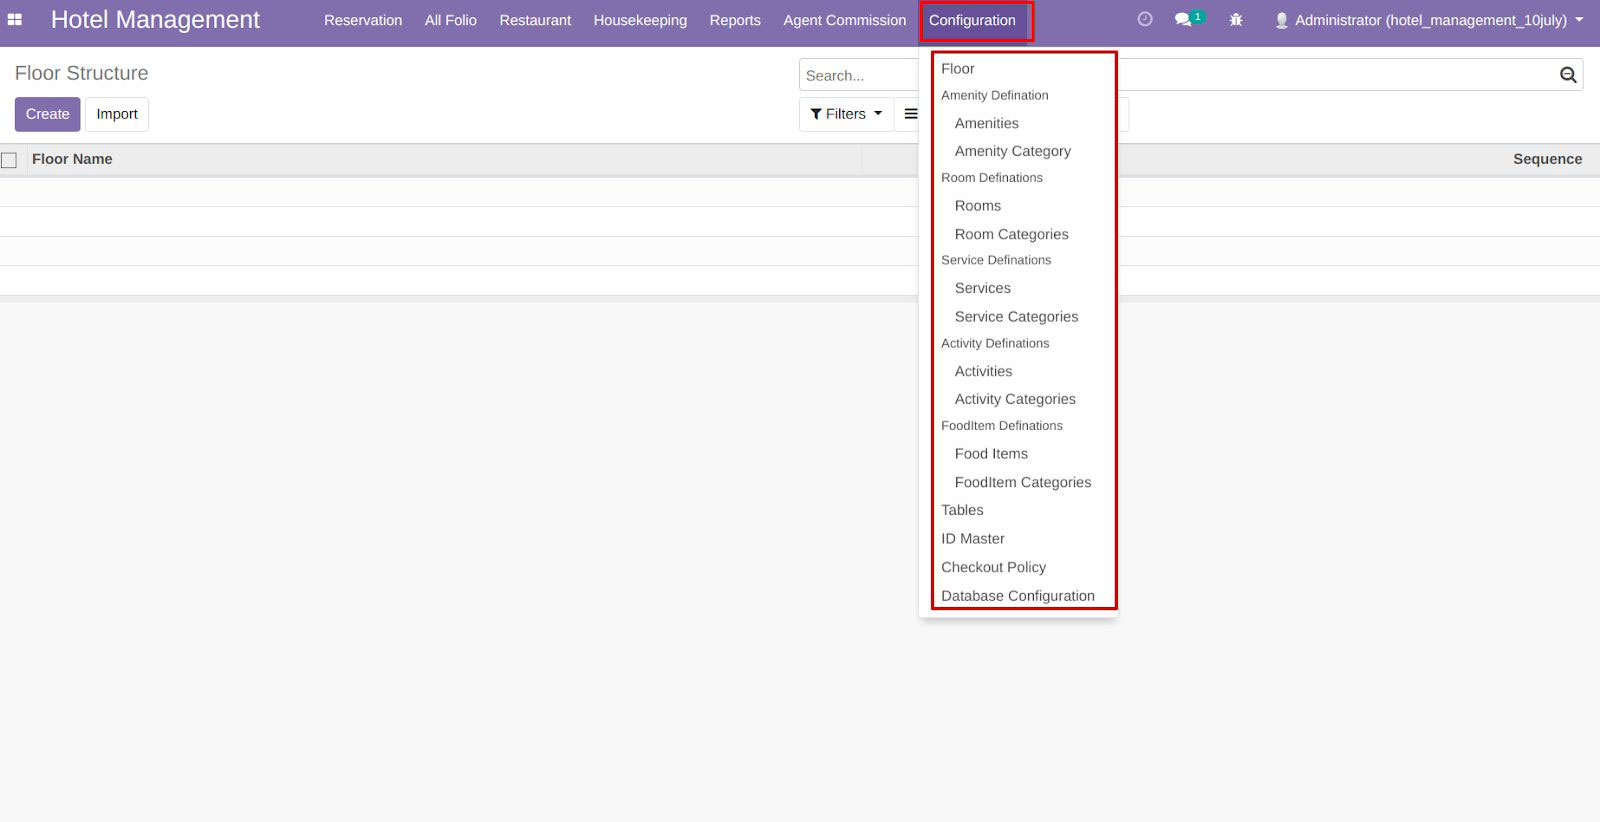 Hotel Management Reservation All Folio Restaurant Housekeeping Reports Agent Commission Configuration 1 Administrator (hotel_management_10july)
Floor Structure
Search...
Create Import
Filters
Floor Name Sequence
Floor
Amenity Defination
Amenities
Amenity Category
Room Definations
Rooms
Room Categories
Service Definations
Services
Service Categories
Activity Definations
Activities
Activity Categories
FoodItem Definations
Food Items
FoodItem Categories
Tables
ID Master
Checkout Policy
Database Configuration